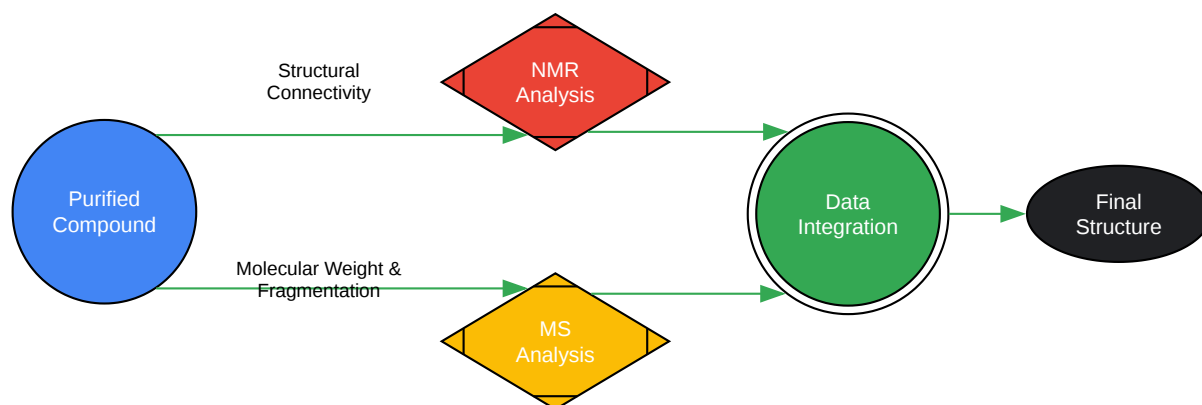 Structural
Connectivity
NMR
Analysis
Purified
Compound
Data
Integration
Final
Structure
Molecular Weight &
Fragmentation
MS
Analysis